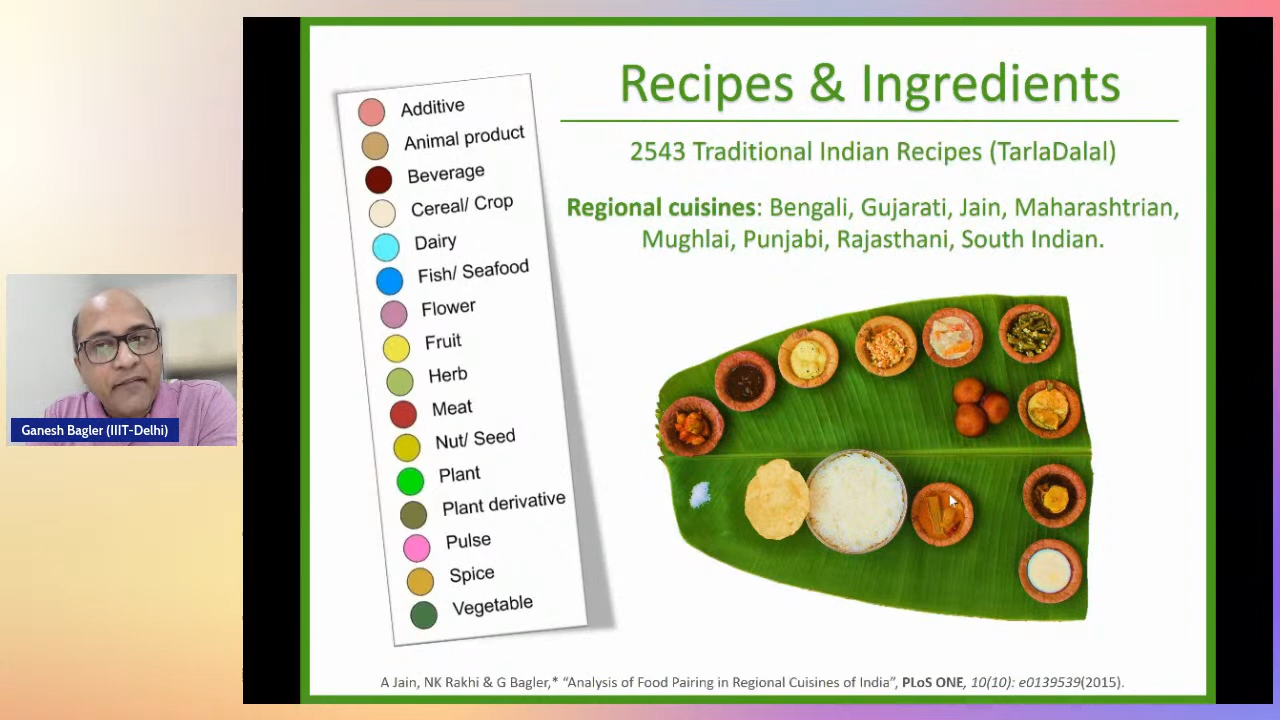 Recipes & Ingredients
2543 Traditional Indian Recipes (TarlaDalal)
Regional cuisines: Bengali, Gujarati, Jain, Maharashtrian,
Mughlai, Punjabi, Rajasthani, South Indian.
Additive
Animal product
Beverage
Cereal/ Crop
Dairy
Fish/ Seafood
Flower
Fruit
Herb
Meat
Nut/ Seed
Plant
Plant derivative
Pulse
Spice
Vegetable
Ganesh Bagler (IIIT-Delhi)
A Jain, NK Rakhi & G Bagler,* “Analysis of Food Pairing in Regional Cuisines of India”, PLoS ONE, 10(10): e0139539(2015).